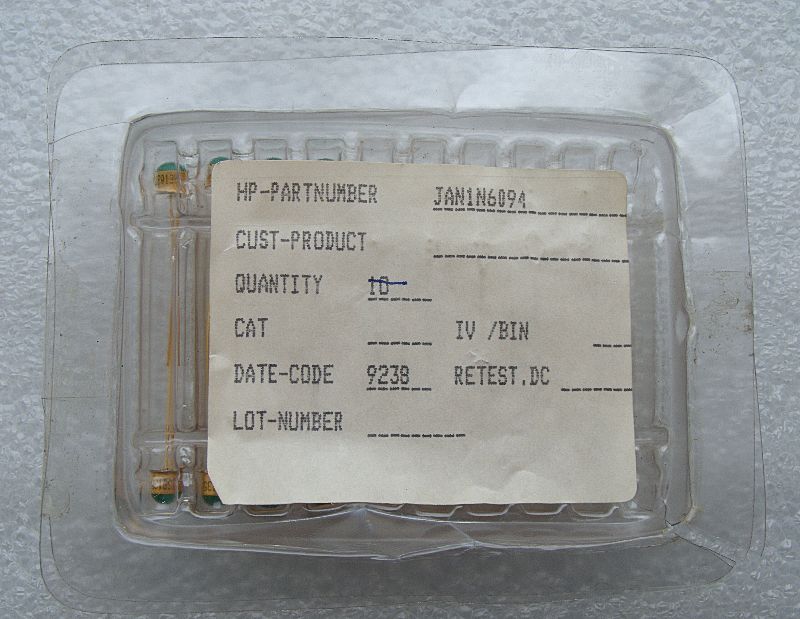 HP-PARTNUMBER JAN1N6094
CUST-PRODUCT
QUANTITY 10
CAT IV /BIN
DATE-CODE 9238 RETEST.DC
LOT-NUMBER